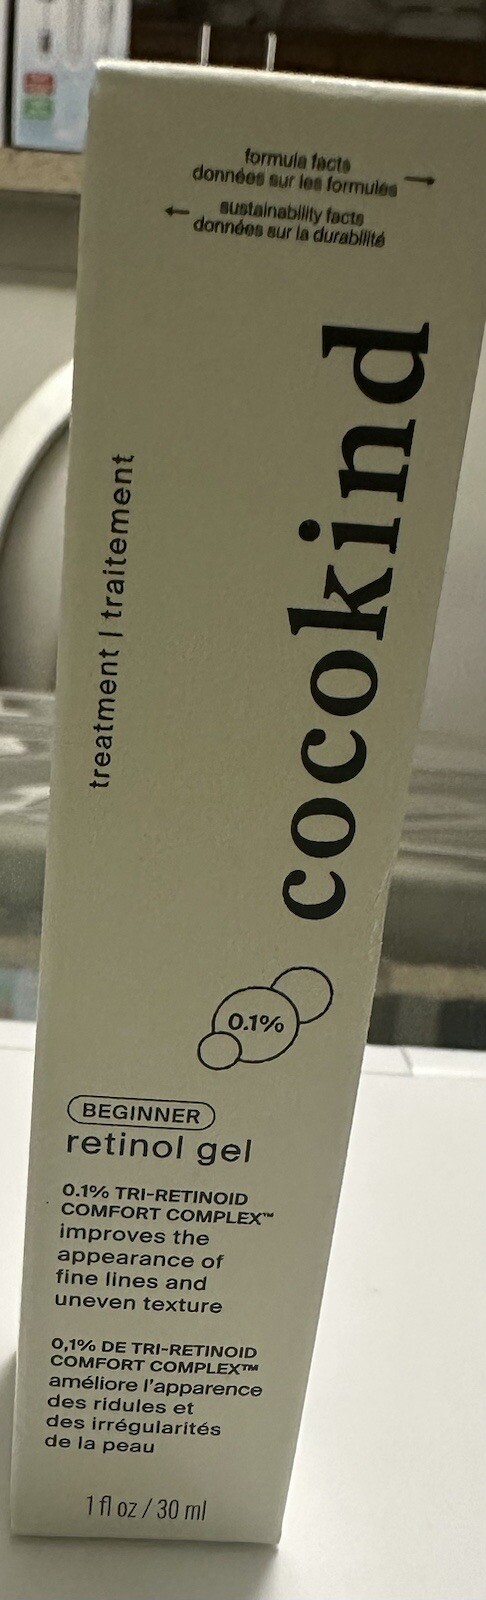 formula facts
données sur les formules →
← sustainability facts
données sur la durabilité
treatment | traitement
cocokind
0.1%
BEGINNER
retinol gel
0.1% TRI-RETINOID
COMFORT COMPLEX™
improves the
appearance of
fine lines and
uneven texture
0,1% DE TRI-RETINOID
COMFORT COMPLEX™
améliore l'apparence
des ridules et
des irrégularités
de la peau
1 fl oz / 30 ml